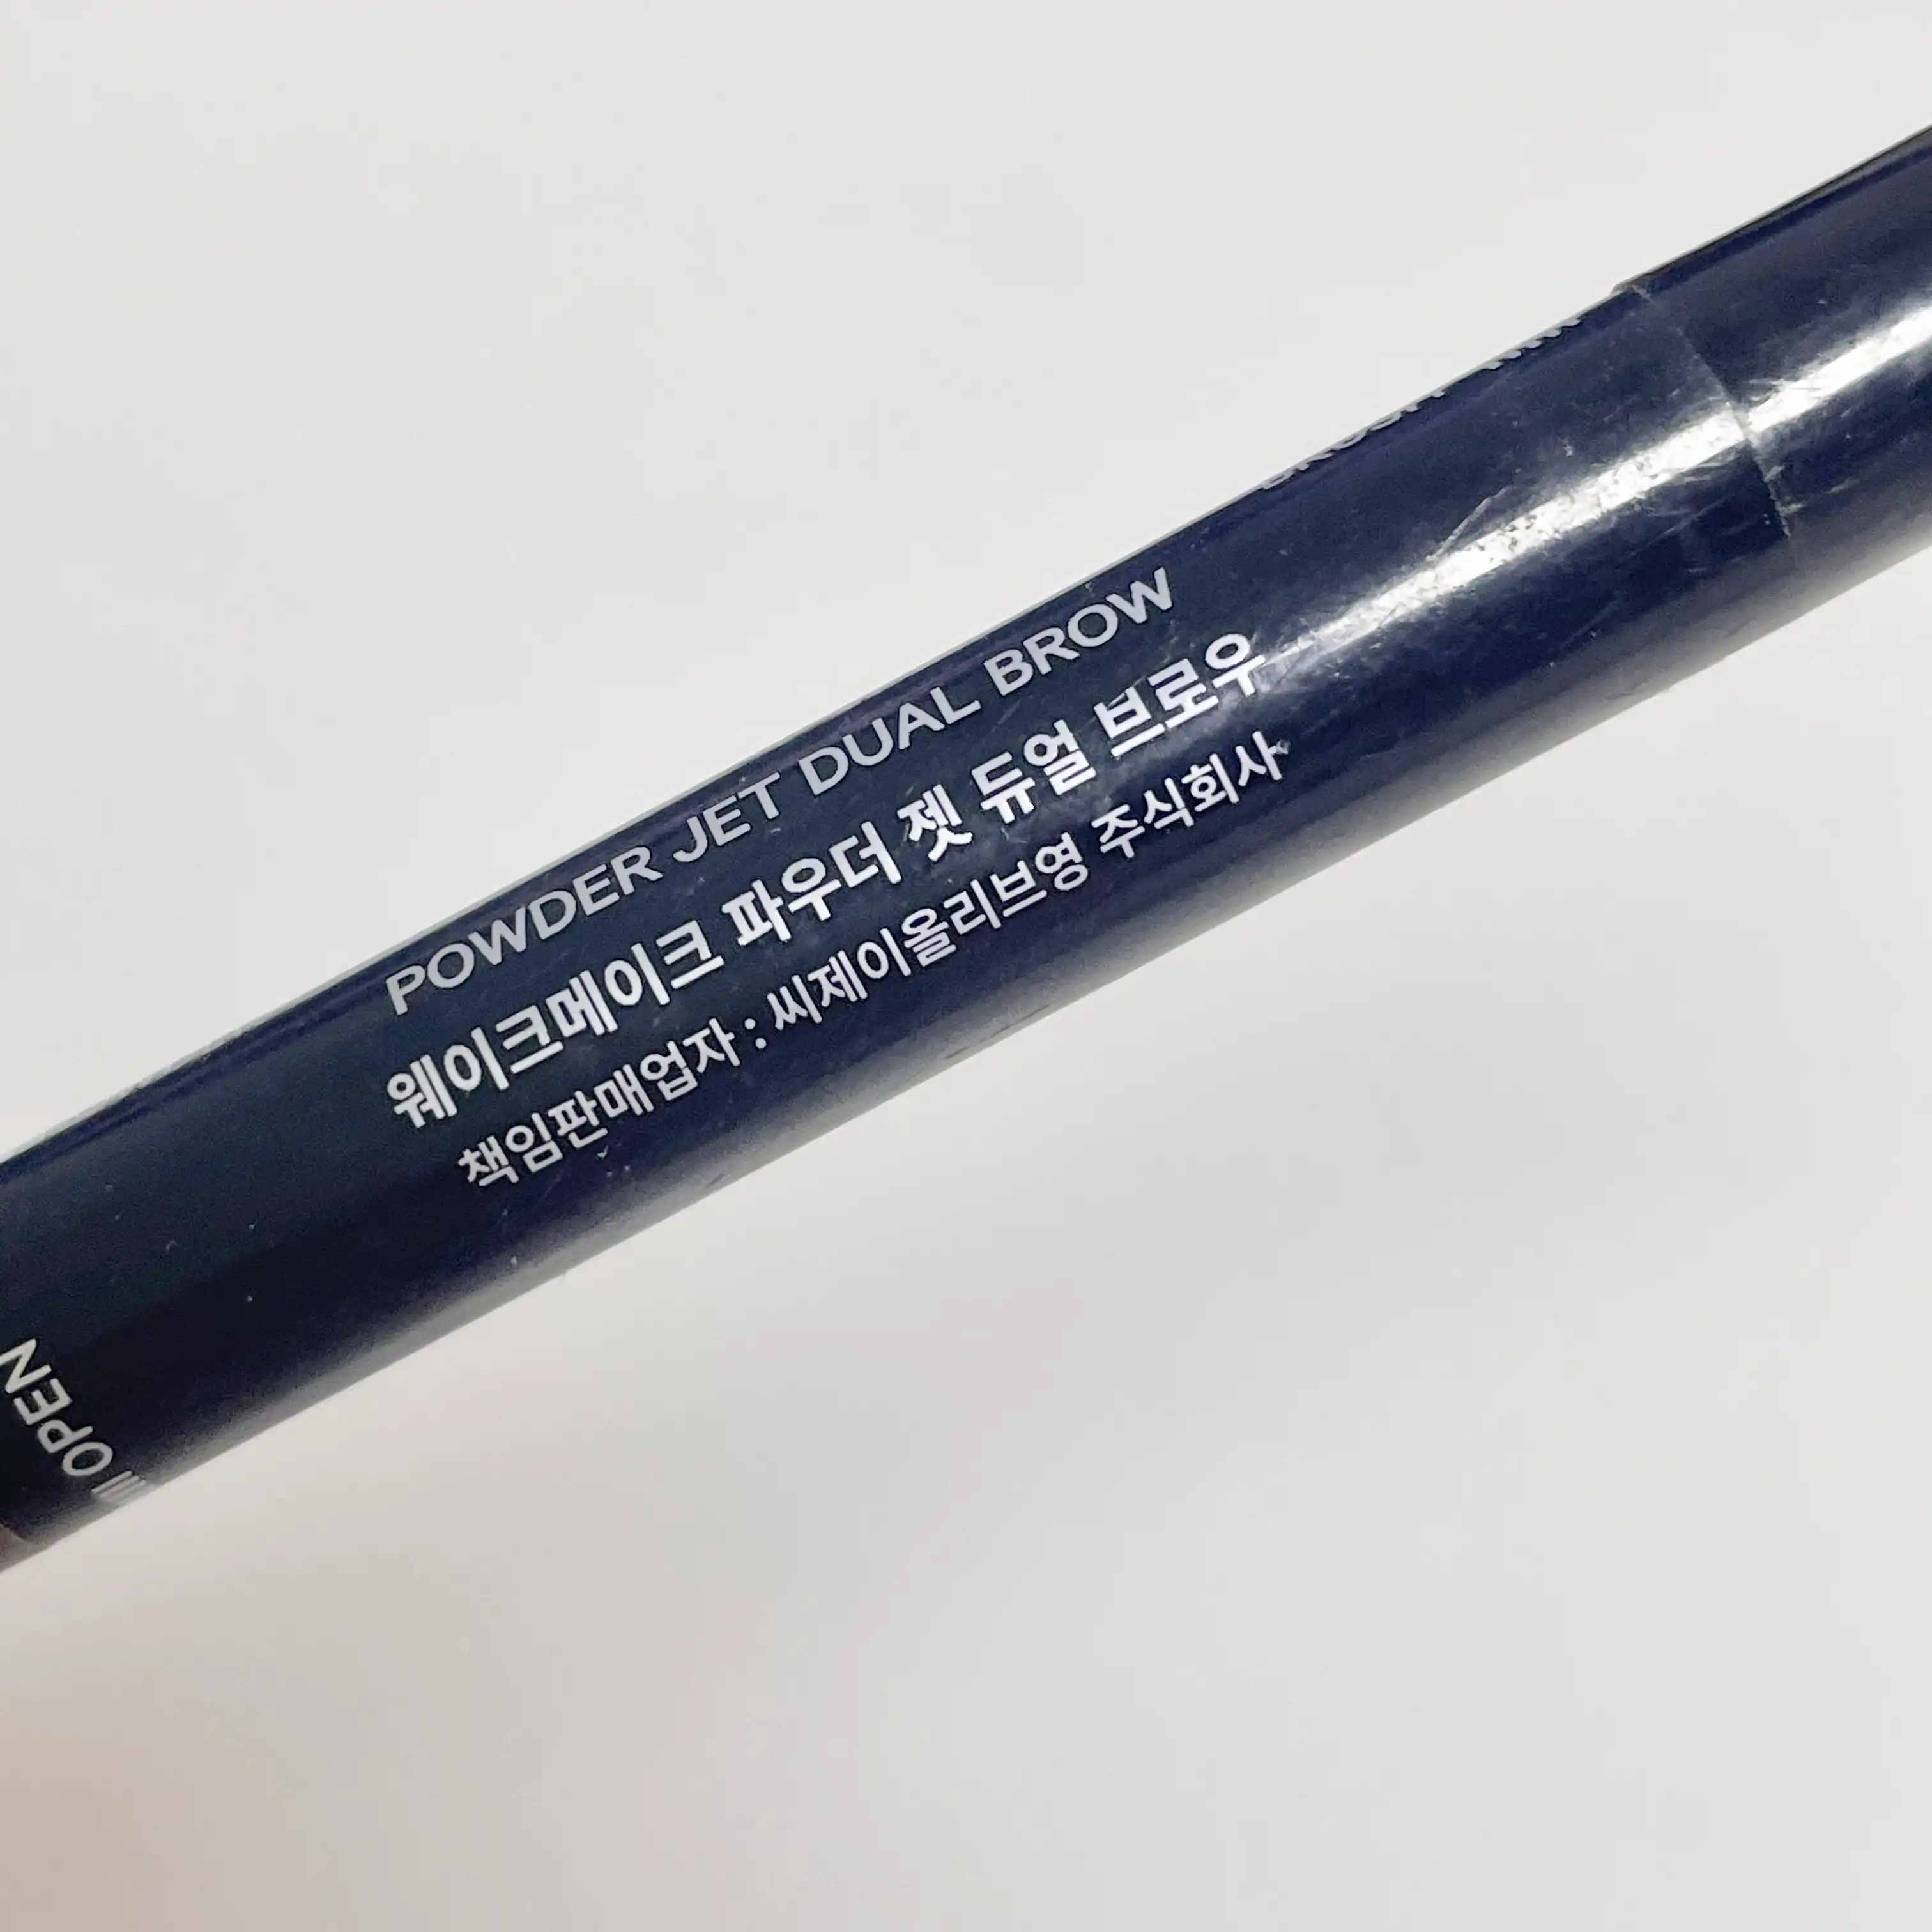 POWDER JET DUAL BROW
웨이크메이크 파우더 젯 듀얼 브로우
책임판매업자 : 씨제이올리브영 주식회사
OPEN